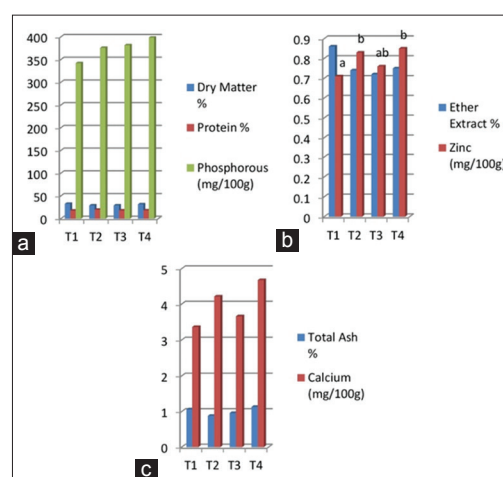 400
350
300
250
200
150
100
50
0
T1 T2 T3 T4
Dry Matter
%
Protein %
Phosphorous
(mg/100g)
a
0.9
0.8
0.7
0.6
0.5
0.4
0.3
0.2
0.1
0
a b ab b
T1 T2 T3 T4
Ether
Extract %
Zinc
(mg/100g)
b
5
4
3
2
1
0
T1 T2 T3 T4
Total Ash
%
Calcium
(mg/100g)
c